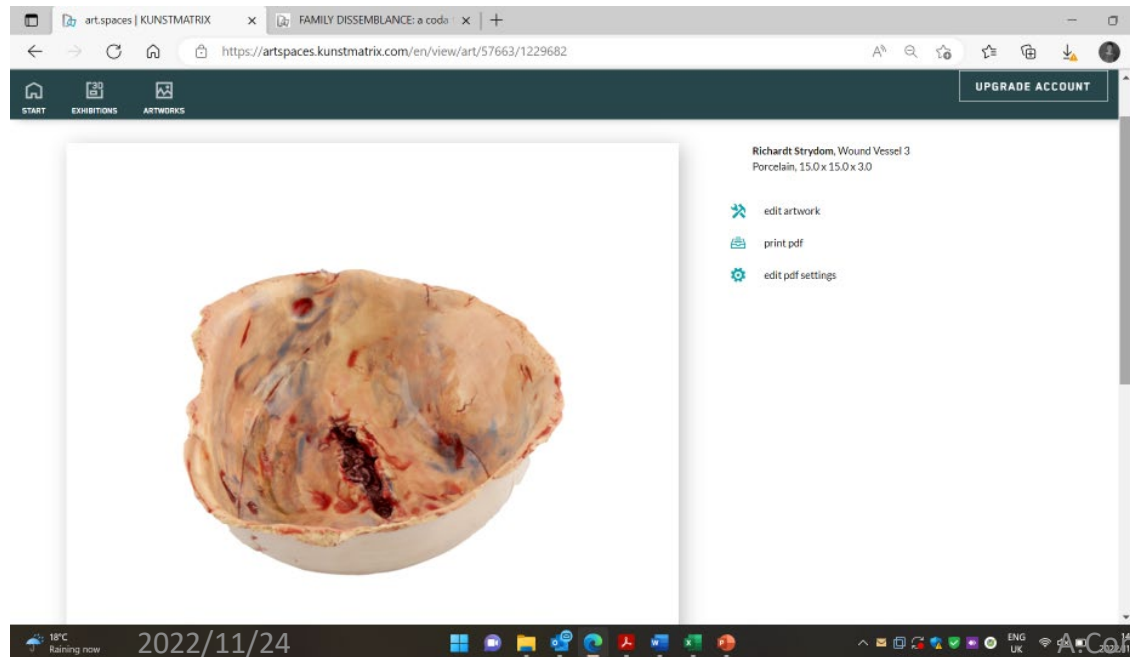 art.spaces | KUNSTMATRIX
FAMILY DISSEMBLANCE: a coda
https://artspaces.kunstmatrix.com/en/view/art/57663/1229682
START
3D
EXHIBITIONS
ARTWORKS
UPGRADE ACCOUNT
Richardt Strydom, Wound Vessel 3
Porcelain, 15.0 x 15.0 x 3.0
edit artwork
print pdf
edit pdf settings
18°C
Raining now
2022/11/24
ENG
UK